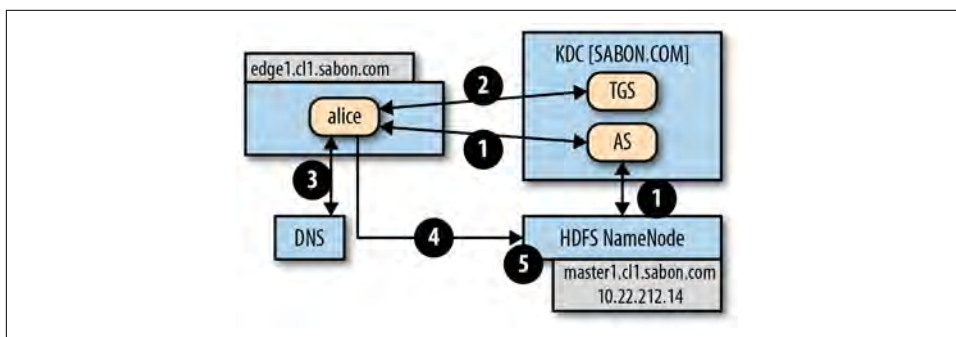 edge1.cl1.sabon.com
alice
KDC [SABON.COM]
TGS
AS
2
1
3
1
DNS
4
5
HDFS NameNode
master1.cl1.sabon.com
10.22.212.14